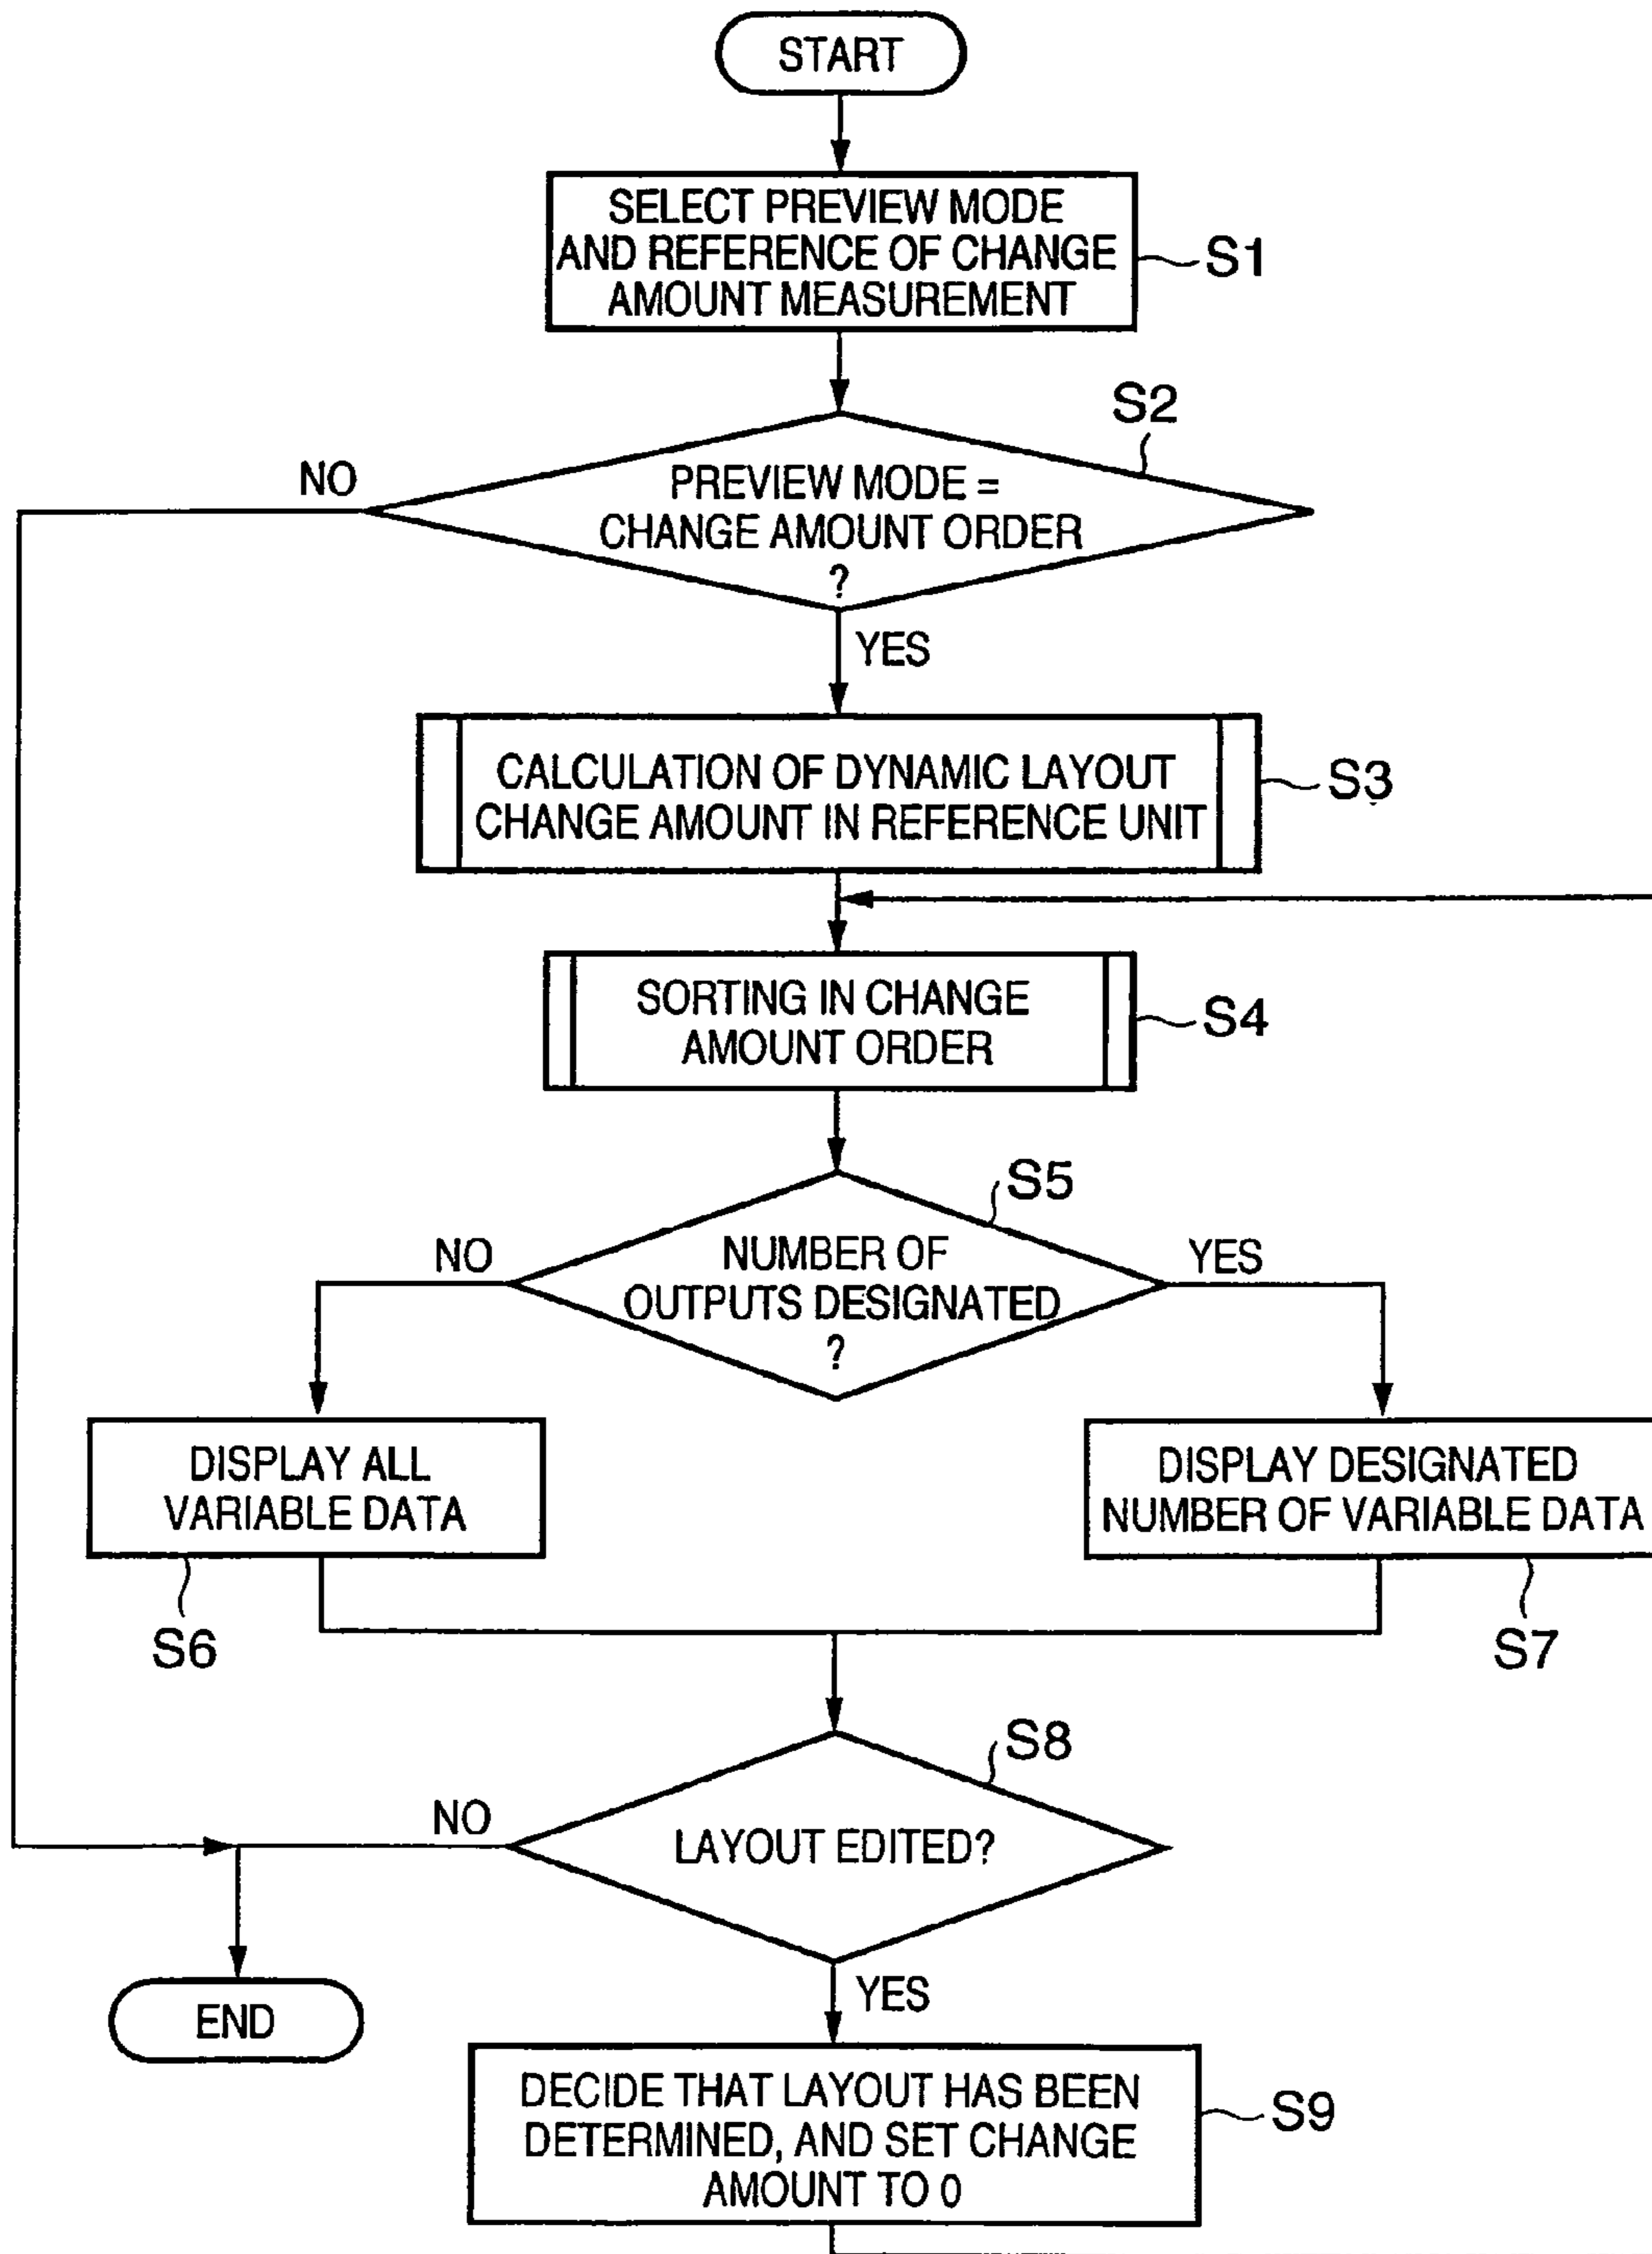 START
SELECT PREVIEW MODE
AND REFERENCE OF CHANGE
AMOUNT MEASUREMENT
S1
S2
NO
PREVIEW MODE =
CHANGE AMOUNT ORDER
?
YES
CALCULATION OF DYNAMIC LAYOUT
CHANGE AMOUNT IN REFERENCE UNIT
S3
SORTING IN CHANGE
AMOUNT ORDER
S4
S5
NO
NUMBER OF
OUTPUTS DESIGNATED
?
YES
DISPLAY ALL
VARIABLE DATA
S6
DISPLAY DESIGNATED
NUMBER OF VARIABLE DATA
S7
S8
NO
LAYOUT EDITED?
END
YES
DECIDE THAT LAYOUT HAS BEEN
DETERMINED, AND SET CHANGE
AMOUNT TO 0
S9